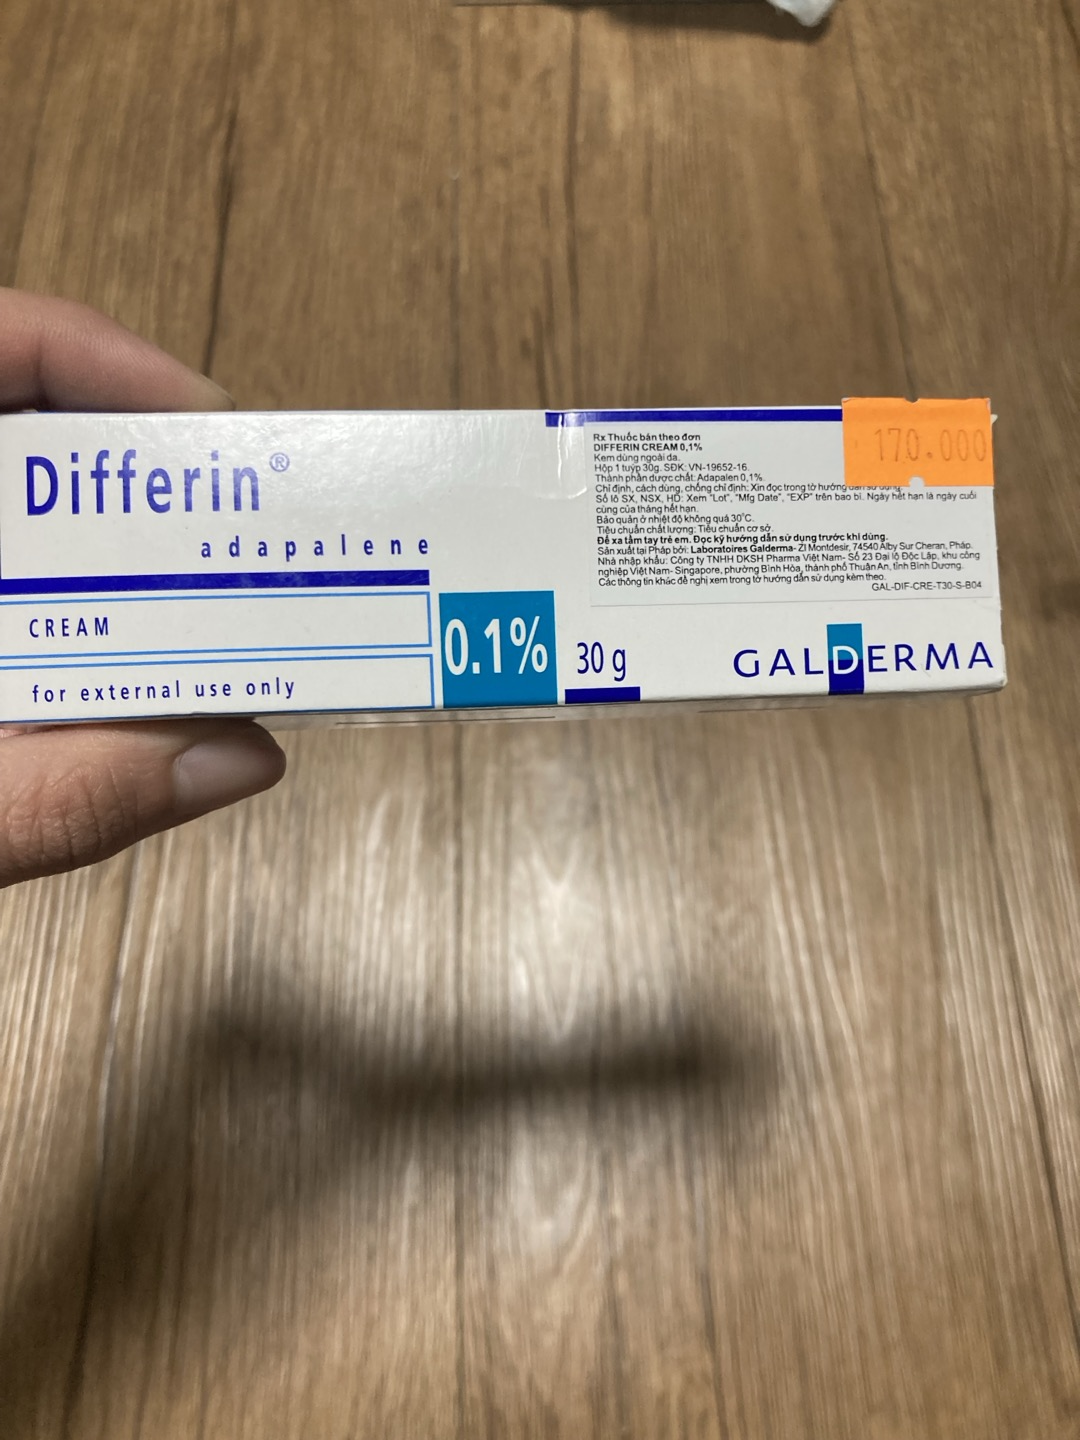 Differin®
adapalene
CREAM
for external use only
0.1%
30 g
GALDERMA
170.000
Rx Thuốc bán theo đơn
DIFFERIN CREAM 0,1%
Kem dùng ngoài da.
Hộp 1 tuýp 30g. SĐK: VN-19652-16.
Thành phần dược chất: Adapalen 0,1%.
Chỉ định, cách dùng, chống chỉ định: Xin đọc trong tờ hướng dẫn sử dụng.
Số lô SX, NSX, HD: Xem "Lot", "Mfg Date", "EXP" trên bao bì. Ngày hết hạn là ngày cuối
cùng của tháng hết hạn.
Bảo quản ở nhiệt độ không quá 30°C.
Tiêu chuẩn chất lượng: Tiêu chuẩn cơ sở.
Để xa tầm tay trẻ em. Đọc kỹ hướng dẫn sử dụng trước khi dùng.
Sản xuất tại Pháp bởi: Laboratoires Galderma- ZI Montdesir, 74540 Alby Sur Cheran, Pháp.
Nhà nhập khẩu: Công ty TNHH DKSH Pharma Việt Nam- Số 23 Đại lộ Độc Lập, khu công
nghiệp Việt Nam- Singapore, phường Bình Hòa, thành phố Thuận An, tỉnh Bình Dương.
Các thông tin khác đề nghị xem trong tờ hướng dẫn sử dụng kèm theo.
GAL-DIF-CRE-T30-S-B04